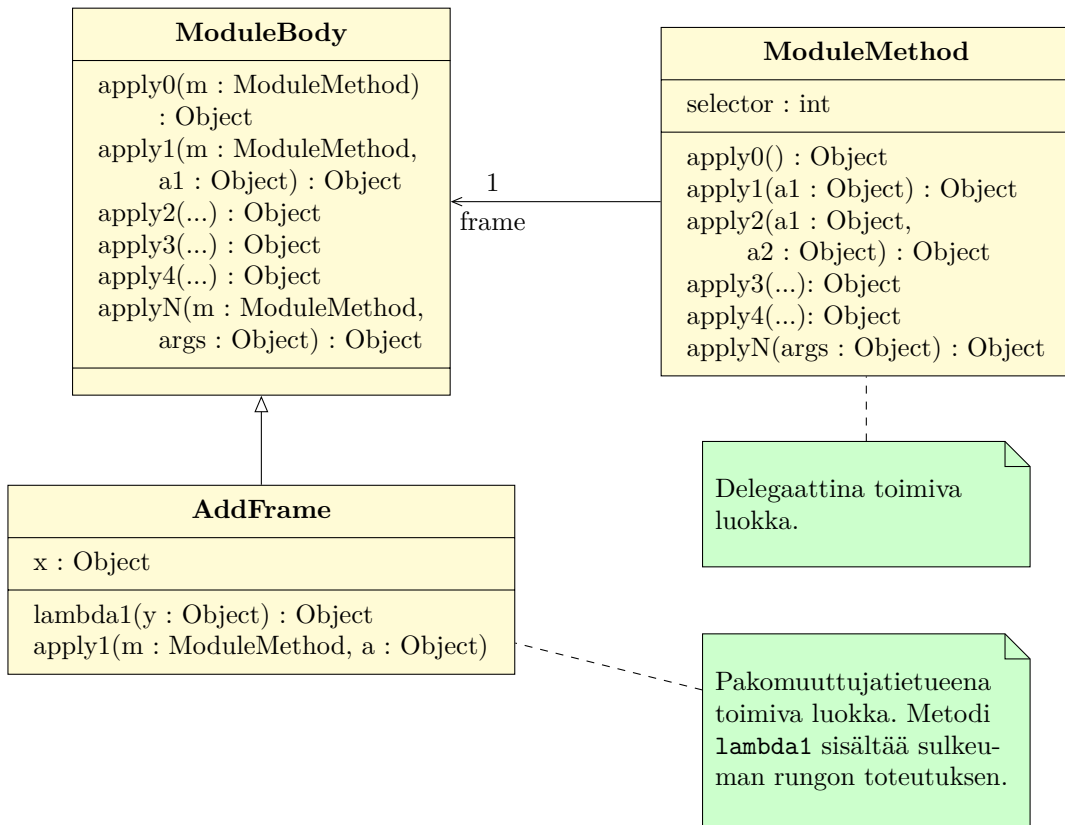 ModuleBody
apply0(m : ModuleMethod)
: Object
apply1(m : ModuleMethod,
a1 : Object) : Object
apply2(...) : Object
apply3(...) : Object
apply4(...) : Object
applyN(m : ModuleMethod,
args : Object) : Object
1
frame
ModuleMethod
selector : int
apply0() : Object
apply1(a1 : Object) : Object
apply2(a1 : Object,
a2 : Object) : Object
apply3(...): Object
apply4(...): Object
applyN(args : Object) : Object
Delegaattina toimiva
luokka.
AddFrame
x : Object
lambda1(y : Object) : Object
apply1(m : ModuleMethod, a : Object)
Pakomuuttujatietueena
toimiva luokka. Metodi
lambda1 sisältää sulkeu-
man rungon toteutuksen.